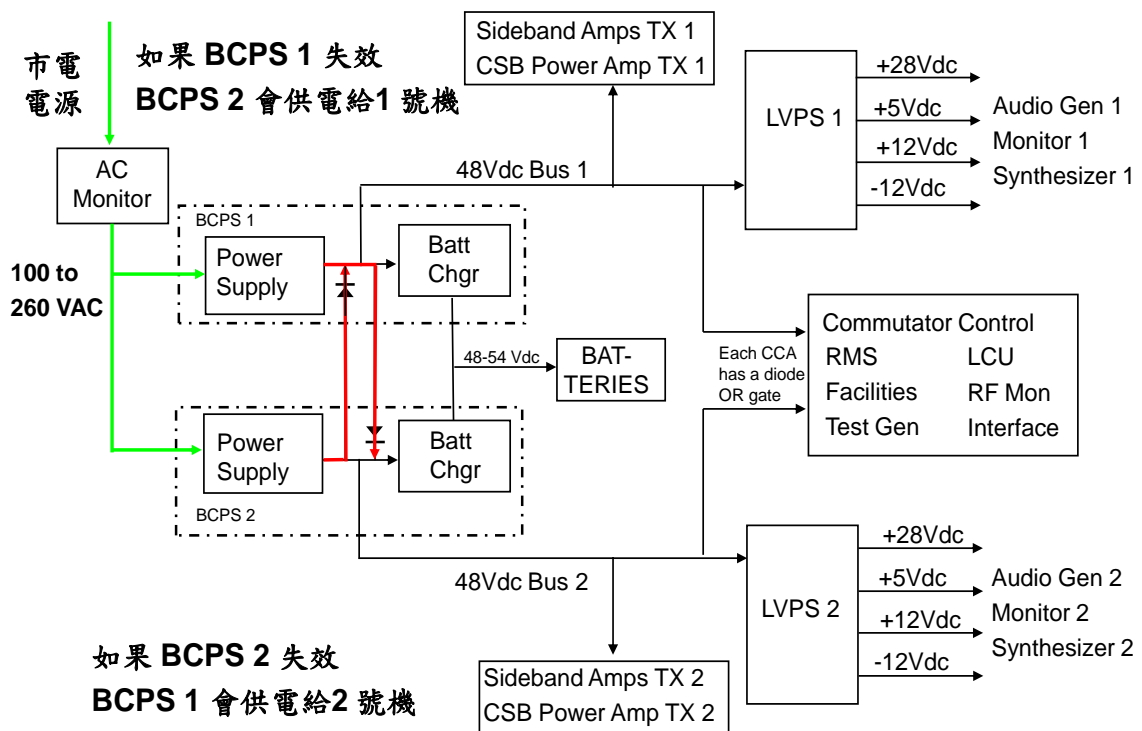 市電
電源
如果 BCPS 1 失效
BCPS 2 會供電給1 號機
AC
Monitor
100 to
260 VAC
BCPS 1
Power
Supply
Batt
Chgr
48-54 Vdc
BAT-
TERIES
Power
Supply
Batt
Chgr
BCPS 2
48Vdc Bus 1
Sideband Amps TX 1
CSB Power Amp TX 1
LVPS 1
+28Vdc
+5Vdc
+12Vdc
-12Vdc
Audio Gen 1
Monitor 1
Synthesizer 1
Each CCA
has a diode
OR gate
Commutator Control
RMS LCU
Facilities RF Mon
Test Gen Interface
48Vdc Bus 2
Sideband Amps TX 2
CSB Power Amp TX 2
LVPS 2
+28Vdc
+5Vdc
+12Vdc
-12Vdc
Audio Gen 2
Monitor 2
Synthesizer 2
如果 BCPS 2 失效
BCPS 1 會供電給2 號機